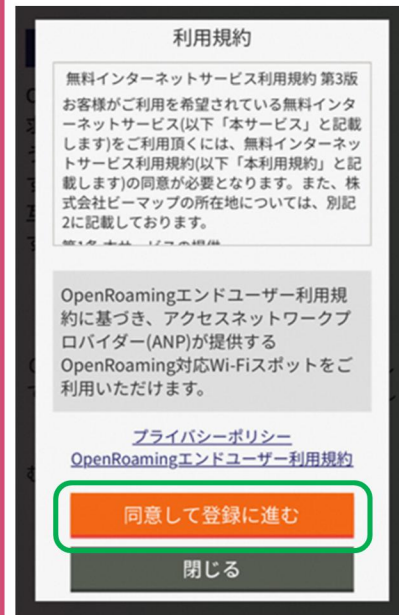 利用規約
無料インターネットサービス利用規約 第3版
お客様がご利用を希望されている無料インタ
ーネットサービス(以下「本サービス」と記載
します)をご利用頂くには、無料インターネッ
トサービス利用規約(以下「本利用規約」と記
載します)の同意が必要となります。また、株
式会社ビーマップの所在地については、別記
2に記載しております。
OpenRoamingエンドユーザー利用規
約に基づき、アクセスネットワークプ
ロバイダー(ANP)が提供する
OpenRoaming対応Wi-Fiスポットをご
利用いただけます。
プライバシーポリシー
OpenRoamingエンドユーザー利用規約
同意して登録に進む
閉じる